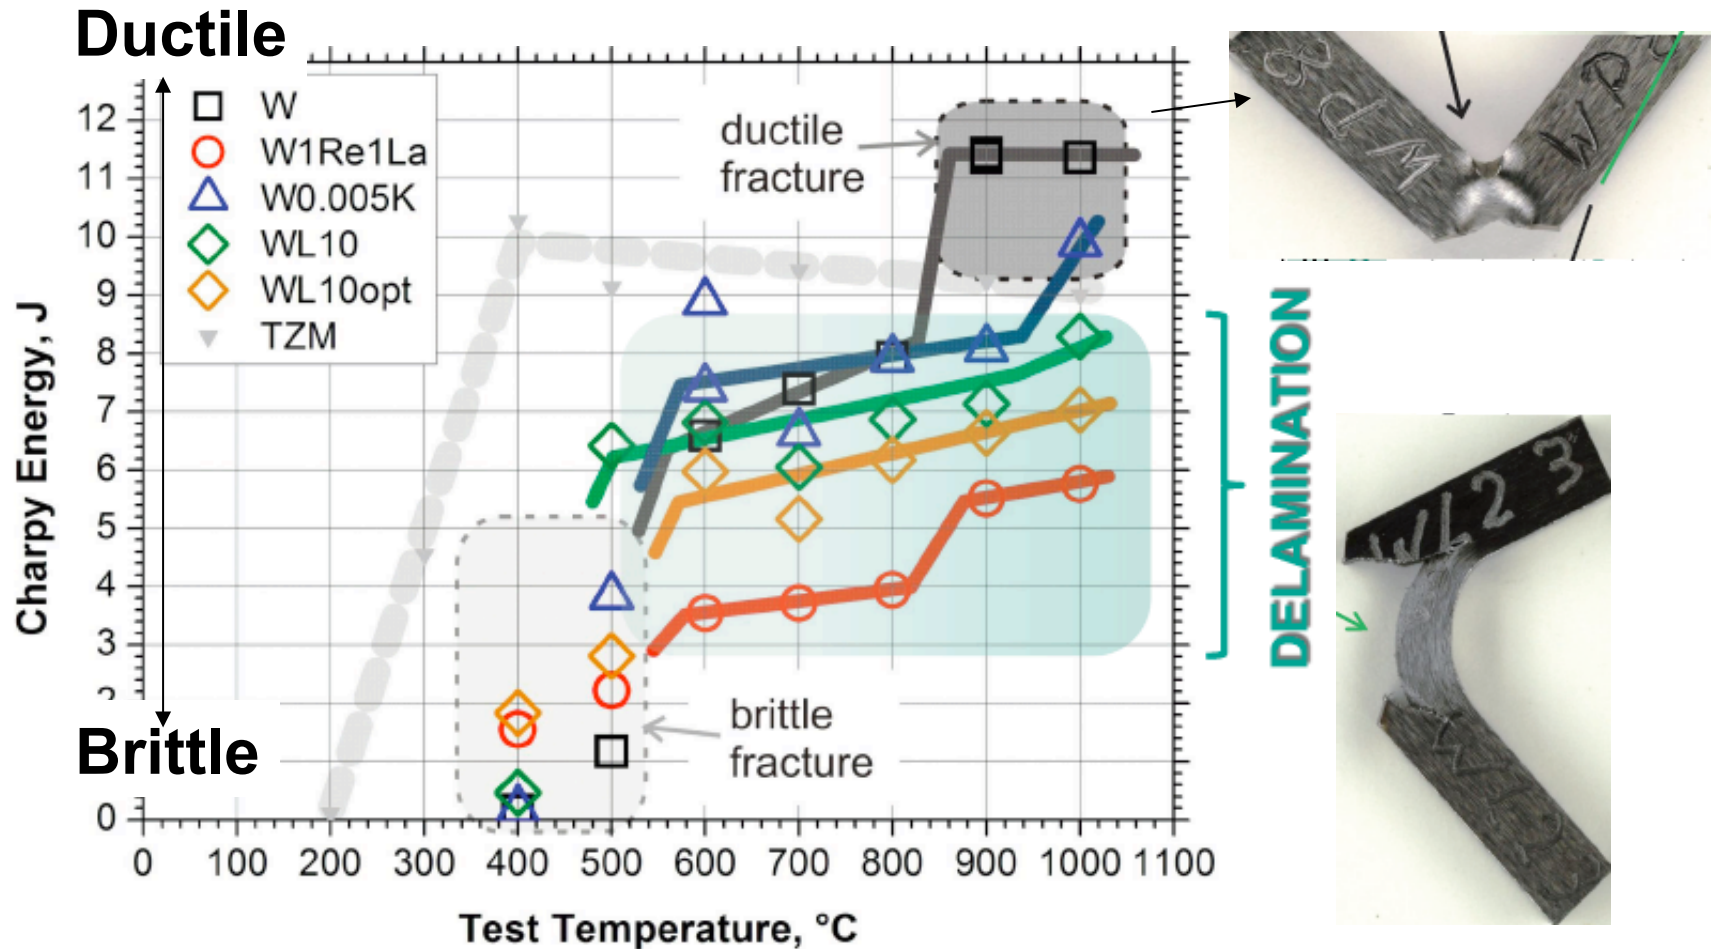 Ductile
W
W1Re1La
W0.005K
WL10
WL10opt
TZM
ductile
fracture
brittle
fracture
Brittle
DELAMINATION
Charpy Energy, J
12
11
10
9
8
7
6
5
4
3
2
0
0 100 200 300 400 500 600 700 800 900 1000 1100
Test Temperature, °C
WL2 3